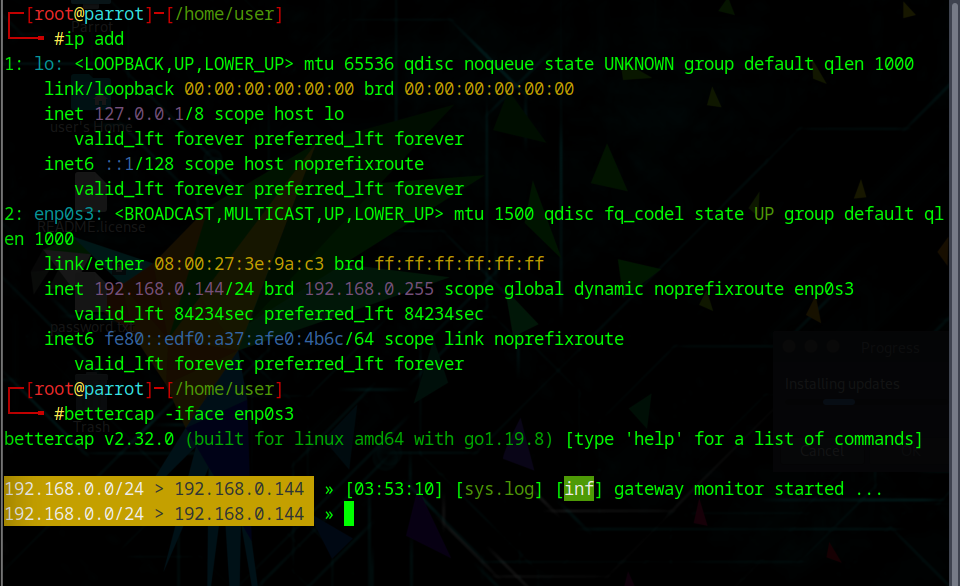 ┌─[root@parrot]─[/home/user]
└──╼ #ip add
1: lo: <LOOPBACK,UP,LOWER_UP> mtu 65536 qdisc noqueue state UNKNOWN group default qlen 1000
    link/loopback 00:00:00:00:00:00 brd 00:00:00:00:00:00
    inet 127.0.0.1/8 scope host lo
       valid_lft forever preferred_lft forever
    inet6 ::1/128 scope host noprefixroute
       valid_lft forever preferred_lft forever
2: enp0s3: <BROADCAST,MULTICAST,UP,LOWER_UP> mtu 1500 qdisc fq_codel state UP group default ql
en 1000
    link/ether 08:00:27:3e:9a:c3 brd ff:ff:ff:ff:ff:ff
    inet 192.168.0.144/24 brd 192.168.0.255 scope global dynamic noprefixroute enp0s3
       valid_lft 84234sec preferred_lft 84234sec
    inet6 fe80::edf0:a37:afe0:4b6c/64 scope link noprefixroute
       valid_lft forever preferred_lft forever
┌─[root@parrot]─[/home/user]
└──╼ #bettercap -iface enp0s3
bettercap v2.32.0 (built for linux amd64 with go1.19.8) [type 'help' for a list of commands]
192.168.0.0/24 > 192.168.0.144 » [03:53:10] [sys.log] [inf] gateway monitor started ...
192.168.0.0/24 > 192.168.0.144 »
README.license
Trash
Progress
Installing updates
Cancel